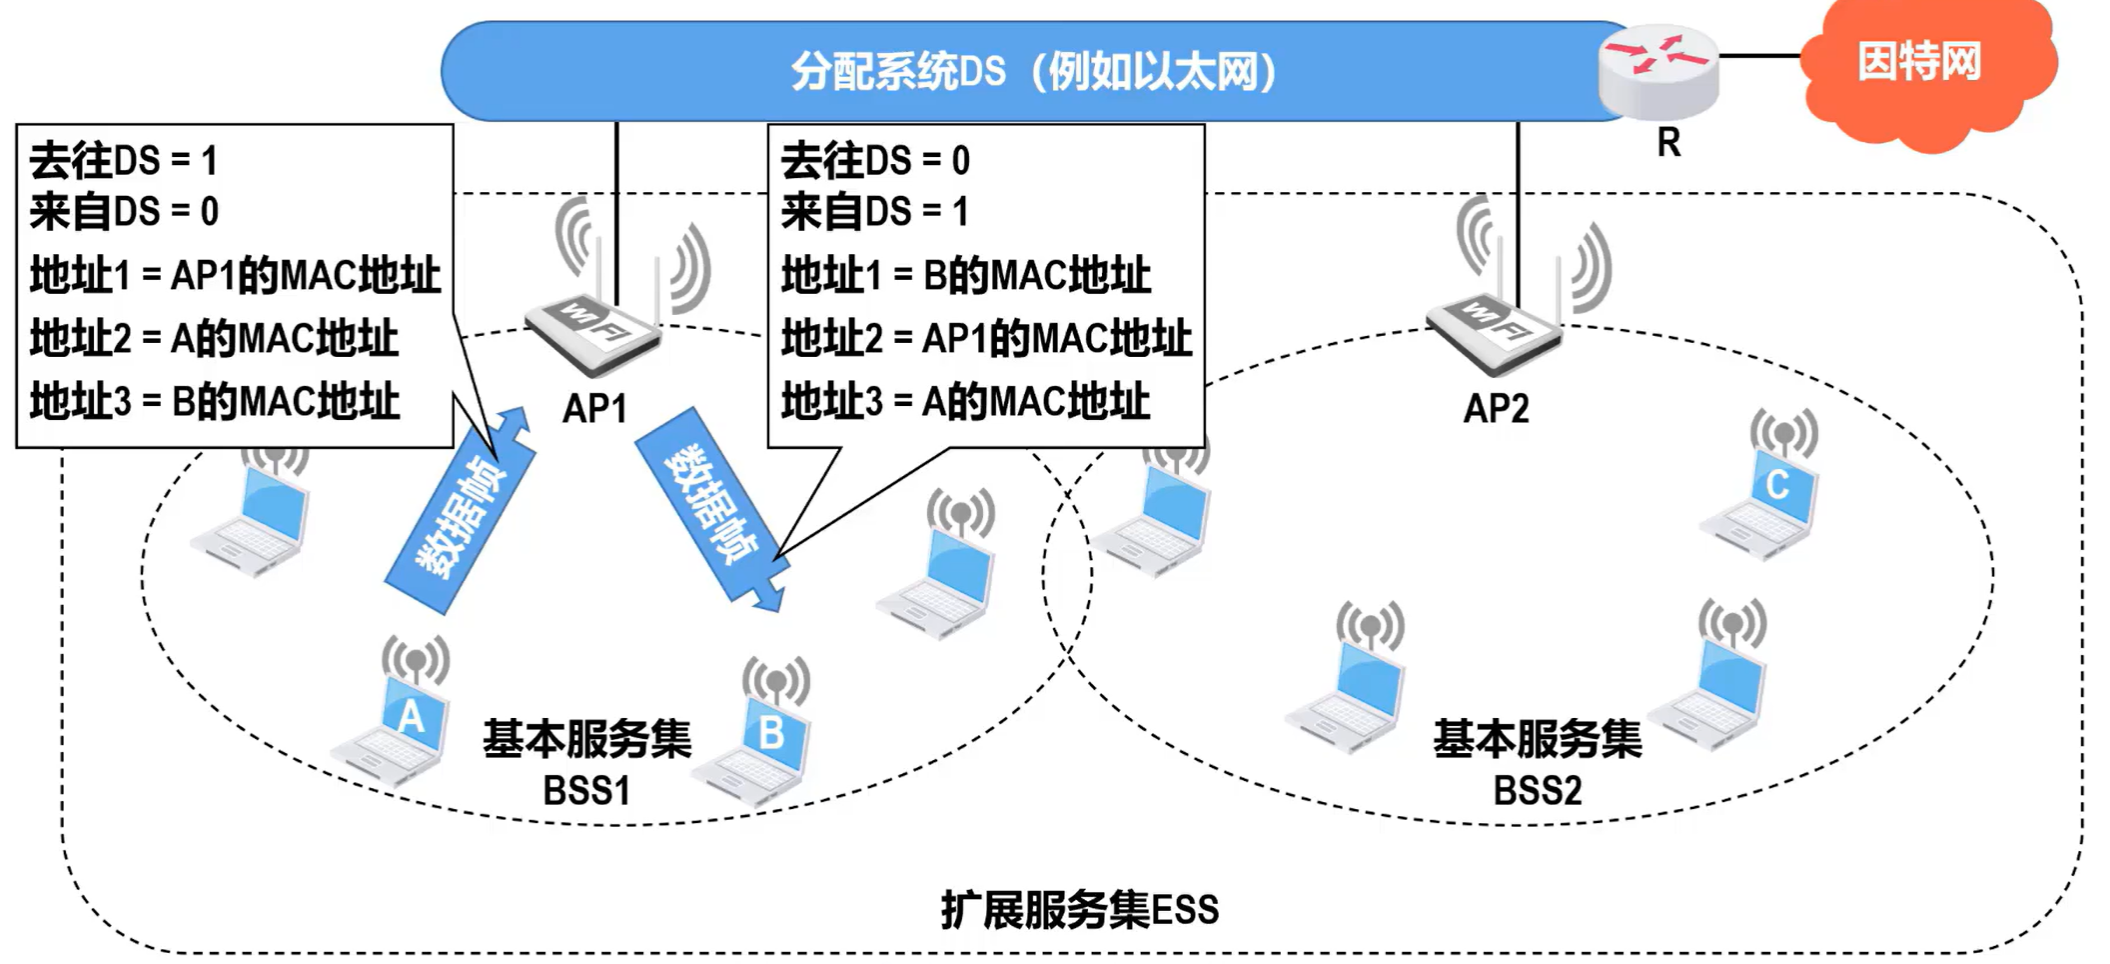 分配系统DS（例如以太网）
因特网
R
去往DS = 1
来自DS = 0
地址1 = AP1的MAC地址
地址2 = A的MAC地址
地址3 = B的MAC地址
去往DS = 0
来自DS = 1
地址1 = B的MAC地址
地址2 = AP1的MAC地址
地址3 = A的MAC地址
WiFi
AP1
WiFi
AP2
数据帧
数据帧
C
A
B
基本服务集
BSS1
基本服务集
BSS2
扩展服务集ESS